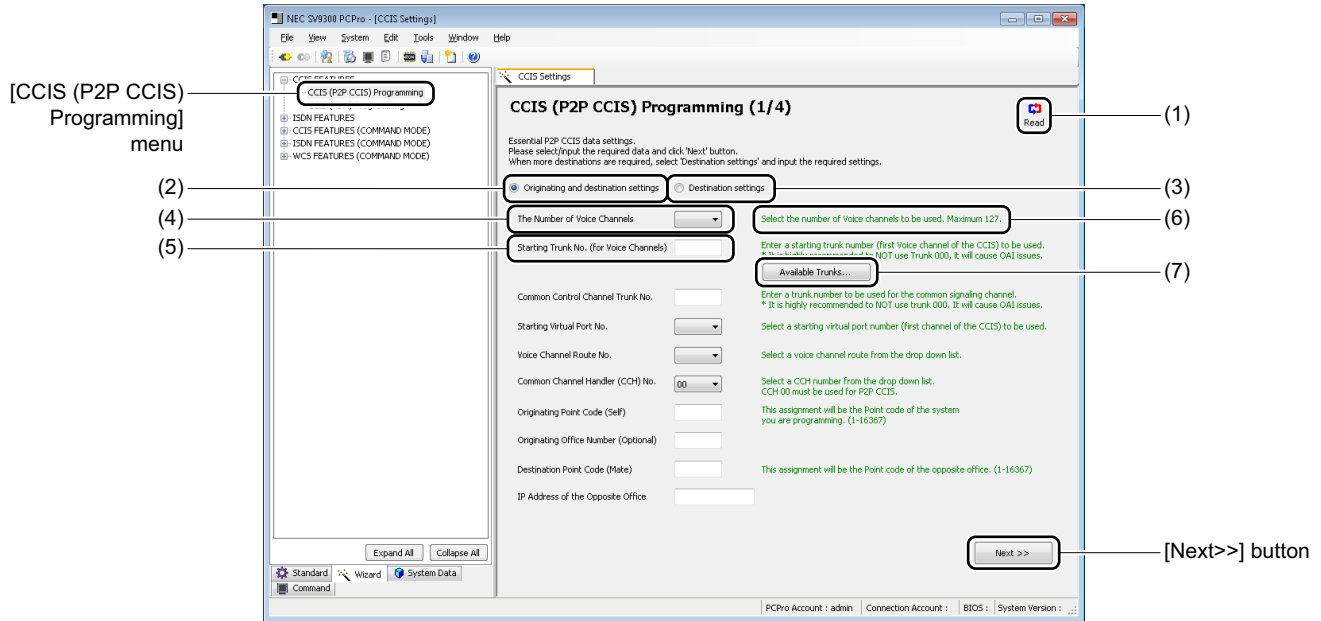 NEC SV9300 PCPro - [CCIS Settings]
File View System Edit Tools Window Help
[CCIS (P2P CCIS)
Programming]
menu
CCIS FEATURES
CCIS (P2P CCIS) Programming
ISDN FEATURES
CCIS FEATURES (COMMAND MODE)
ISDN FEATURES (COMMAND MODE)
WCS FEATURES (COMMAND MODE)
CCIS Settings
CCIS (P2P CCIS) Programming (1/4)
Read
(1)
Essential P2P CCIS data settings.
Please select/input the required data and click 'Next' button.
When more destinations are required, select 'Destination settings' and input the required settings.
(2)
Originating and destination settings
Destination settings
(3)
(4)
The Number of Voice Channels
Select the number of Voice channels to be used. Maximum 127.
(6)
(5)
Starting Trunk No. (for Voice Channels)
Enter a starting trunk number (first Voice channel of the CCIS) to be used.
* It is highly recommended to NOT use Trunk 000, it will cause OAI issues.
Available Trunks...
(7)
Common Control Channel Trunk No.
Enter a trunk number to be used for the common signaling channel.
* It is highly recommended to NOT use trunk 000. It will cause OAI issues.
Starting Virtual Port No.
Select a starting virtual port number (first channel of the CCIS) to be used.
Voice Channel Route No.
Select a voice channel route from the drop down list.
Common Channel Handler (CCH) No.
00
Select a CCH number from the drop down list.
CCH 00 must be used for P2P CCIS.
Originating Point Code (Self)
This assignment will be the Point code of the system
you are programming. (1-16367)
Originating Office Number (Optional)
Destination Point Code (Mate)
This assignment will be the Point code of the opposite office. (1-16367)
IP Address of the Opposite Office
Expand All
Collapse All
Next >>
[Next>>] button
Standard
Wizard
System Data
Command
PCPro Account : admin
Connection Account :
BIOS :
System Version :